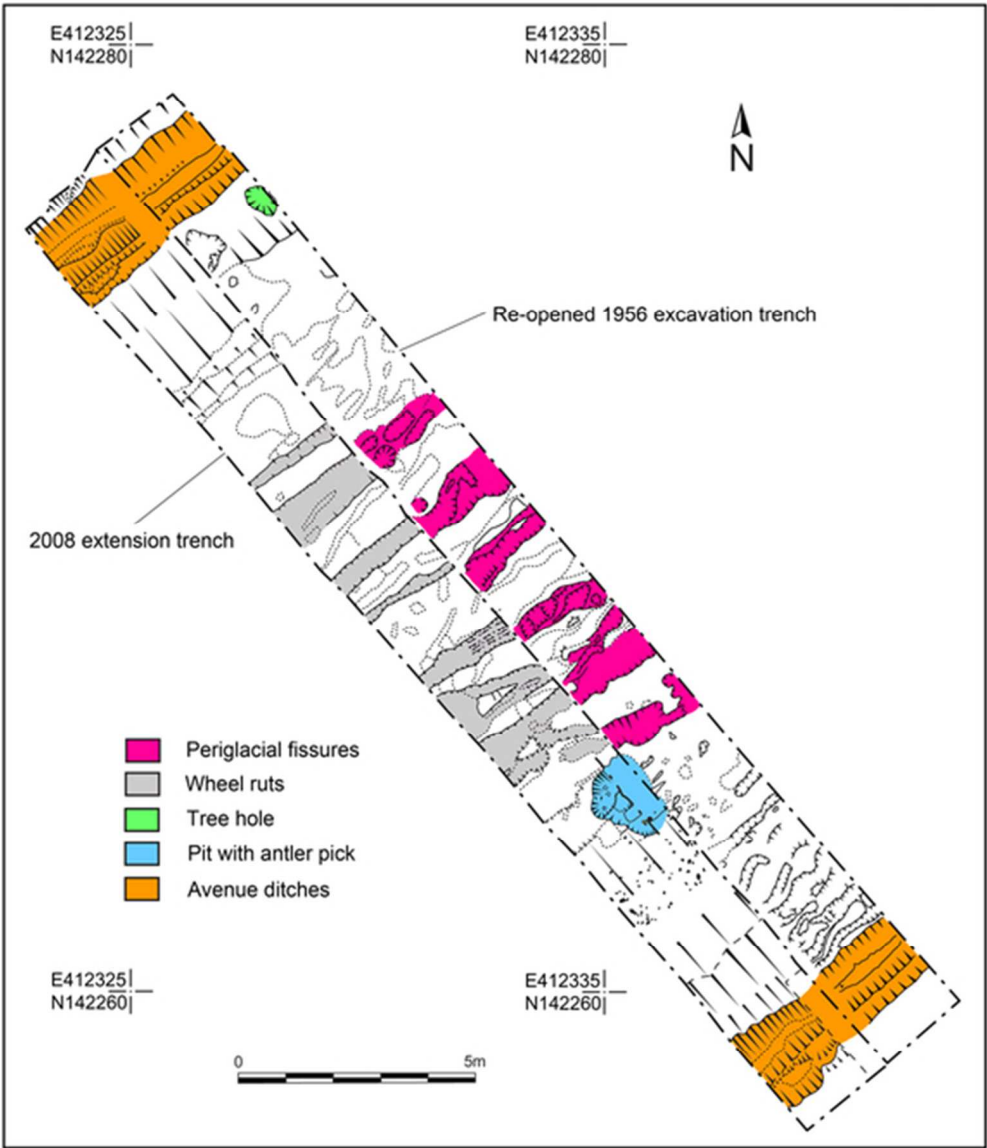 E412325
N142280
E412335
N142280
N
Re-opened 1956 excavation trench
2008 extension trench
Periglacial fissures
Wheel ruts
Tree hole
Pit with antler pick
Avenue ditches
E412325
N142260
E412335
N142260
0 5m